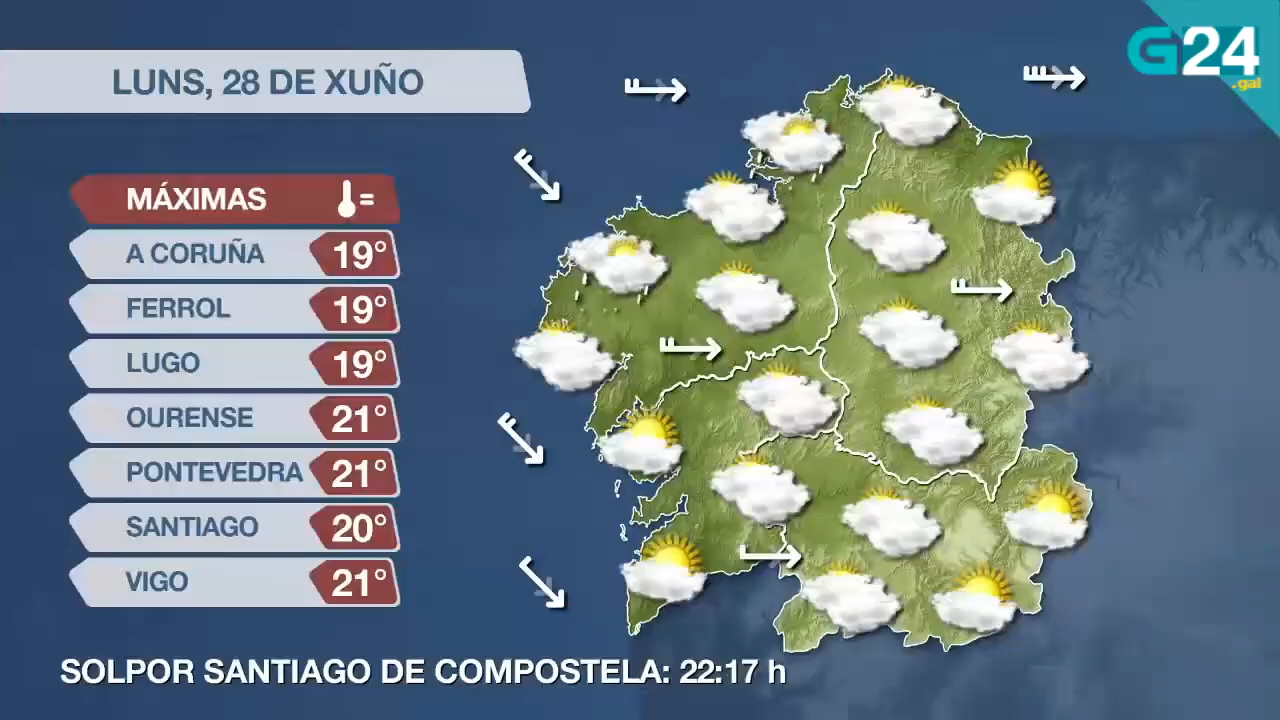 LUNS, 28 DE XUÑO
G24
.gal
MÁXIMAS =
A CORUÑA 19°
FERROL 19°
LUGO 19°
OURENSE 21°
PONTEVEDRA 21°
SANTIAGO 20°
VIGO 21°
SOLPOR SANTIAGO DE COMPOSTELA: 22:17 h